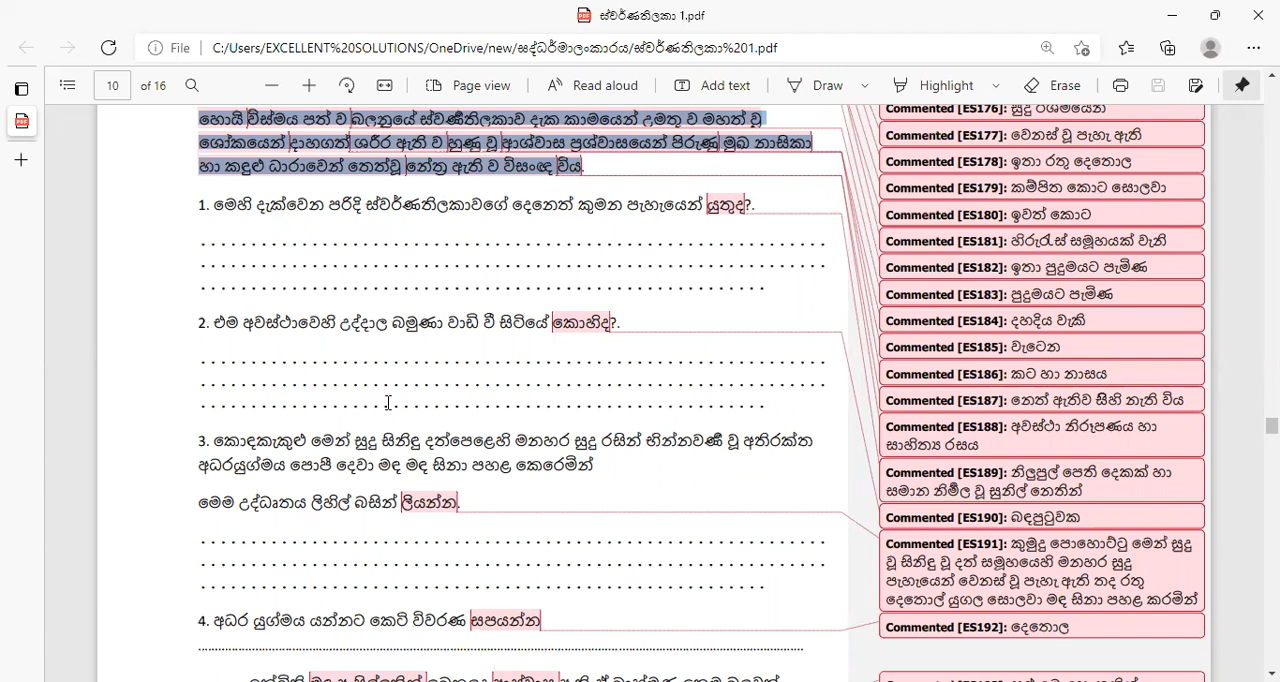 ස්වර්ණතිලකා 1.pdf
File C:/Users/EXCELLENT%20SOLUTIONS/OneDrive/new/සද්ධර්මාලංකාරය/ස්වර්ණතිලකා%201.pdf
10 of 16 Page view Read aloud Add text Draw Highlight Erase
හොයි විස්මය පත් ව බලනුයේ ස්වර්ණතිලකාව දැක කාමයෙන් උමතු ව මහත් වූ
ශෝකයෙන් දාහගත් ශරීර ඇති ව හුණු වූ ආශ්වාස ප්‍රශ්වාසයෙන් පිරුණු මුඛ නාසිකා
හා කඳුළු ධාරාවෙන් තෙත්වූ නේත්‍ර ඇති ව විසංඥ විය.
1. මෙහි දැක්වෙන පරිදි ස්වර්ණතිලකාවගේ දෙනෙත් කුමන පැහැයෙන් යුතුද?.
2. එම අවස්ථාවෙහි උද්දාල බමුණා වාඩි වී සිටියේ කොහිද?.
3. කොඳකැකුළු මෙන් සුදු සිනිඳු දත්පෙළෙහි මනහර සුදු රසින් භින්නවර්ණ වූ අතිරක්ත
අධරයුග්මය පොපී දෙවා මඳ මඳ සිනා පහළ කෙරෙමින්
මෙම උද්ධෘතය ලිහිල් බසින් ලියන්න.
4. අධර යුග්මය යන්නට කෙටි විවරණ සපයන්න
Commented [ES176]: සුදු රශ්මියෙන්
Commented [ES177]: වෙනස් වූ පැහැ ඇති
Commented [ES178]: ඉතා රතු දෙතොල
Commented [ES179]: කම්පිත කොට සොලවා
Commented [ES180]: ඉවත් කොට
Commented [ES181]: හිරුරැස් සමූහයක් වැනි
Commented [ES182]: ඉතා පුදුමයට පැමිණ
Commented [ES183]: පුදුමයට පැමිණ
Commented [ES184]: දහදිය වැකි
Commented [ES185]: වැටෙන
Commented [ES186]: කට හා නාසය
Commented [ES187]: නෙත් ඇතිව සිහි නැති විය
Commented [ES188]: අවස්ථා නිරූපණය හා
සාහිත්‍ය රසය
Commented [ES189]: නිලුපුල් පෙති දෙකක් හා
සමාන නිර්මල වූ සුනිල් නෙතින්
Commented [ES190]: බඳපුටුවක
Commented [ES191]: කුමුදු පොහොට්ටු මෙන් සුදු
වූ සිනිඳු වූ දත් සමූහයෙහි මනහර සුදු
පැහැයෙන් වෙනස් වූ පැහැ ඇති තද රතු
දෙතොල් යුගල සොලවා මඳ සිනා පහළ කරමින්
Commented [ES192]: දෙතොල